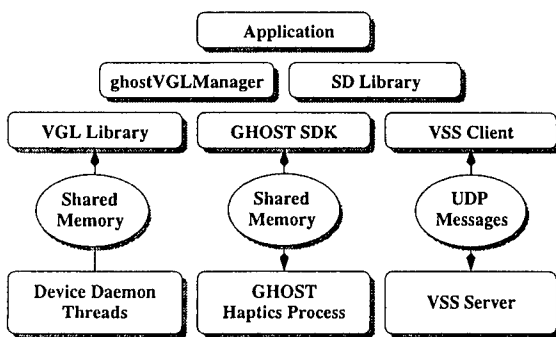 Application
ghostVGLManager
SD Library
VGL Library
GHOST SDK
VSS Client
Shared
Memory
Shared
Memory
UDP
Messages
Device Daemon
Threads
GHOST
Haptics Process
VSS Server